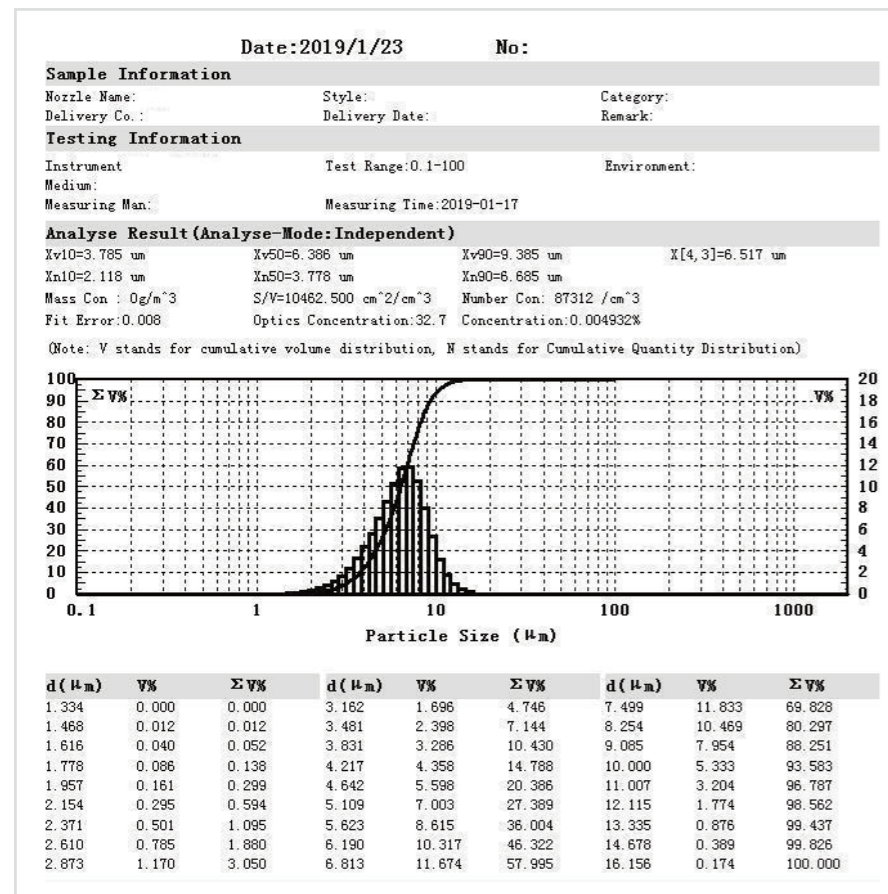 Date:2019/1/23 No:
Sample Information
Nozzle Name: Style: Category:
Delivery Co.: Delivery Date: Remark:
Testing Information
Instrument Test Range:0.1-100 Environment:
Medium:
Measuring Man: Measuring Time:2019-01-17
Analyse Result(Analyse-Mode:Independent)
Xv10=3.785 um Xv50=6.386 um Xv90=9.385 um X[4,3]=6.517 um
Xn10=2.118 um Xn50=3.778 um Xn90=6.685 um
Mass Con : 0g/m^3 S/V=10462.500 cm^2/cm^3 Number Con: 87312 /cm^3
Fit Error:0.008 Optics Concentration:32.7 Concentration:0.004932%
(Note: V stands for cumulative volume distribution, N stands for Cumulative Quantity Distribution)
100 20
90 ΣV% V% 18
80 16
70 14
60 12
50 10
40 8
30 6
20 4
10 2
0 0
0.1 1 10 100 1000
Particle Size (μm)
d(μm) V% ΣV% d(μm) V% ΣV% d(μm) V% ΣV%
1.334 0.000 0.000 3.162 1.696 4.746 7.499 11.833 69.828
1.468 0.012 0.012 3.481 2.398 7.144 8.254 10.469 80.297
1.616 0.040 0.052 3.831 3.286 10.430 9.085 7.954 88.251
1.778 0.086 0.138 4.217 4.358 14.788 10.000 5.333 93.583
1.957 0.161 0.299 4.642 5.598 20.386 11.007 3.204 96.787
2.154 0.295 0.594 5.109 7.003 27.389 12.115 1.774 98.562
2.371 0.501 1.095 5.623 8.615 36.004 13.335 0.876 99.437
2.610 0.785 1.880 6.190 10.317 46.322 14.678 0.389 99.826
2.873 1.170 3.050 6.813 11.674 57.995 16.156 0.174 100.000